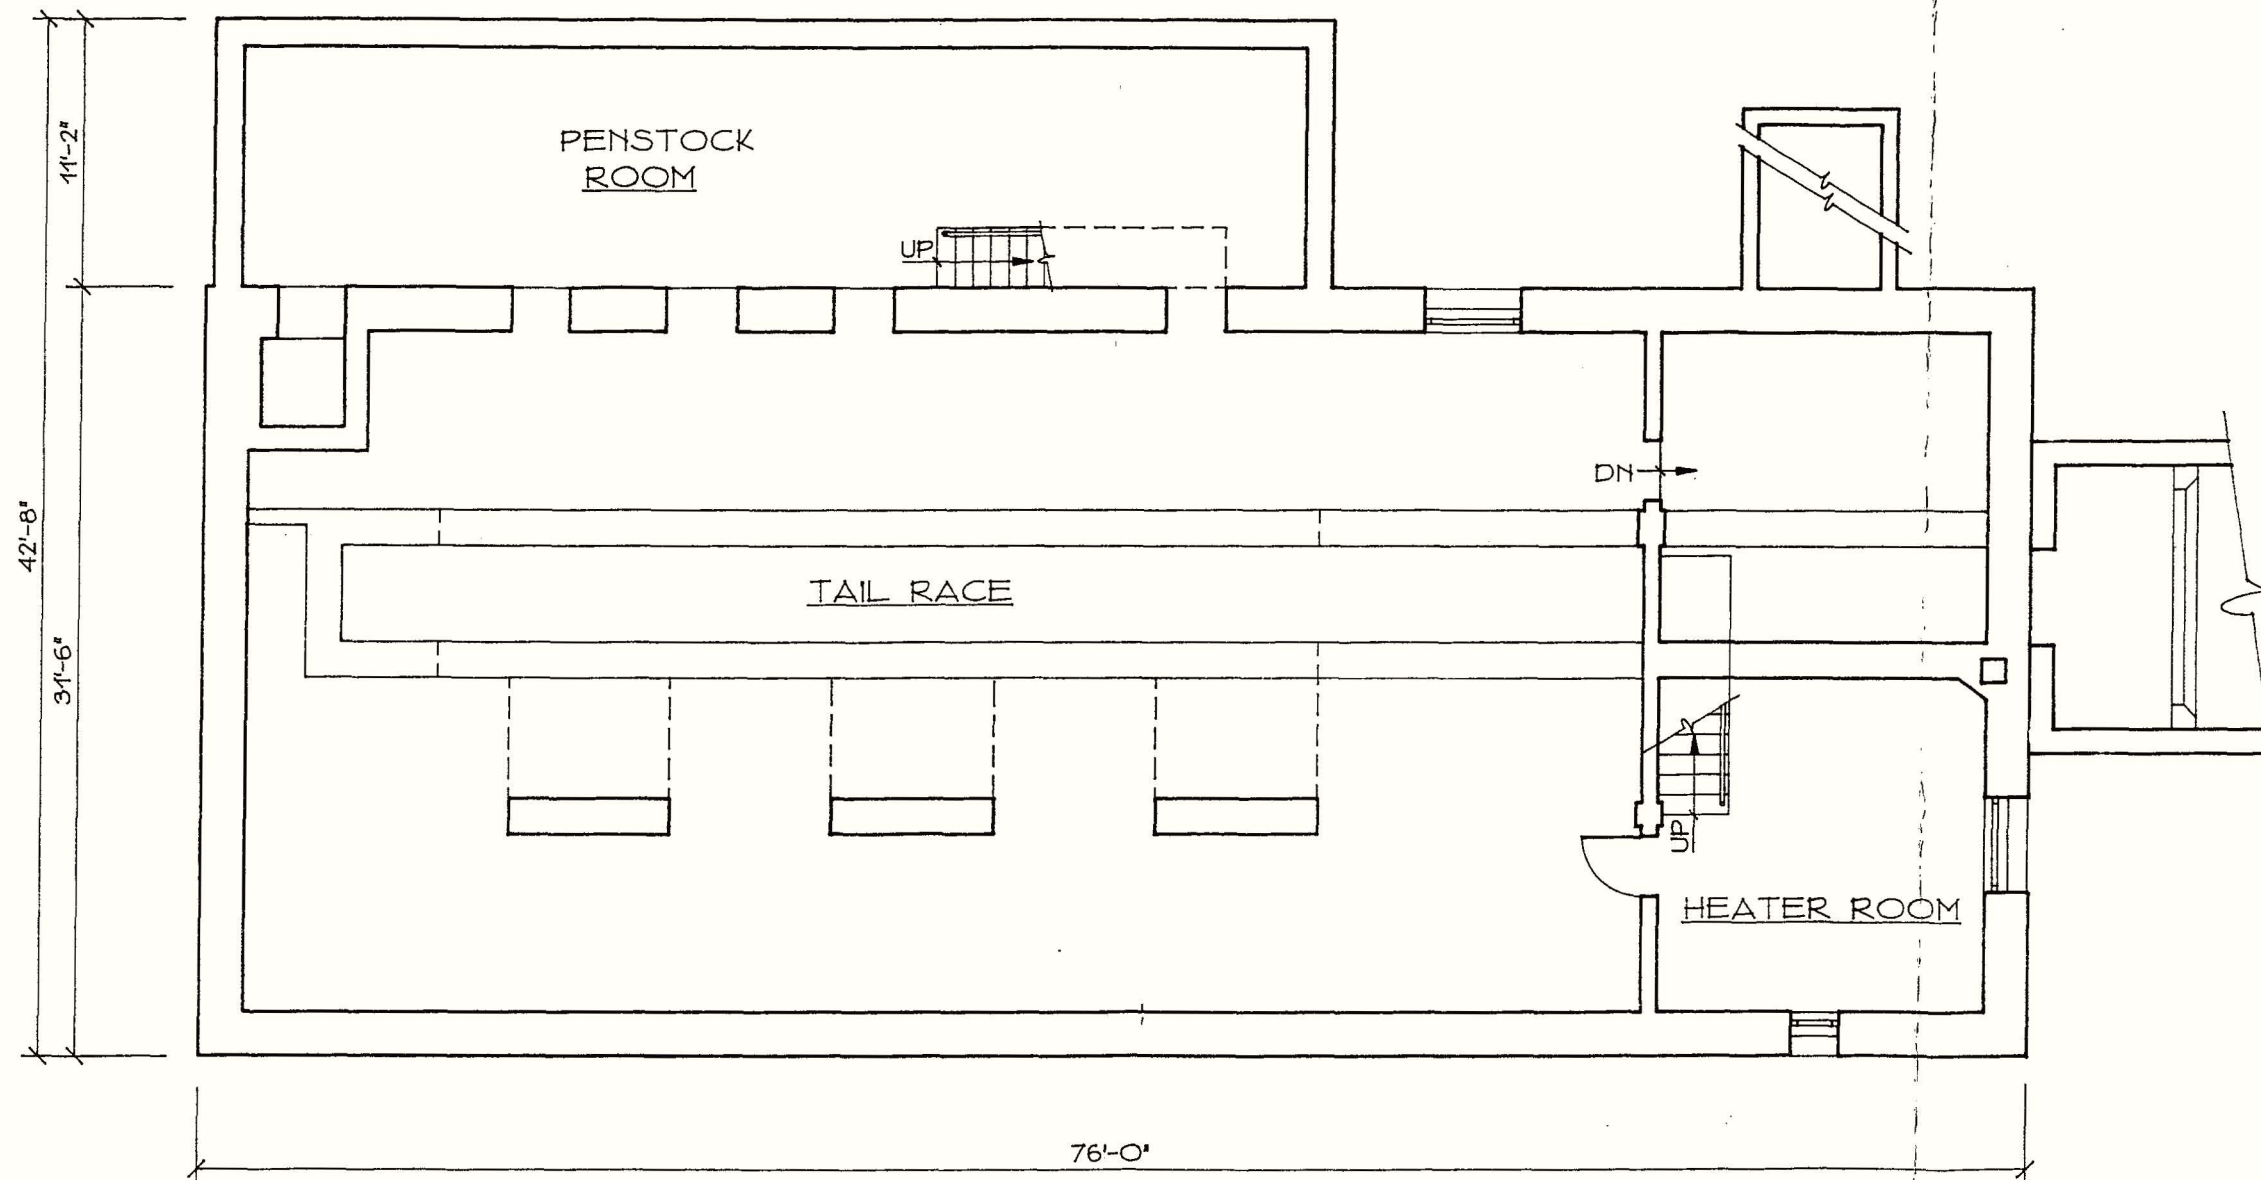 11'-2"
PENSTOCK
ROOM
UP
DN
42'-8"
31'-6"
TAIL RACE
UP
HEATER ROOM
76'-0"